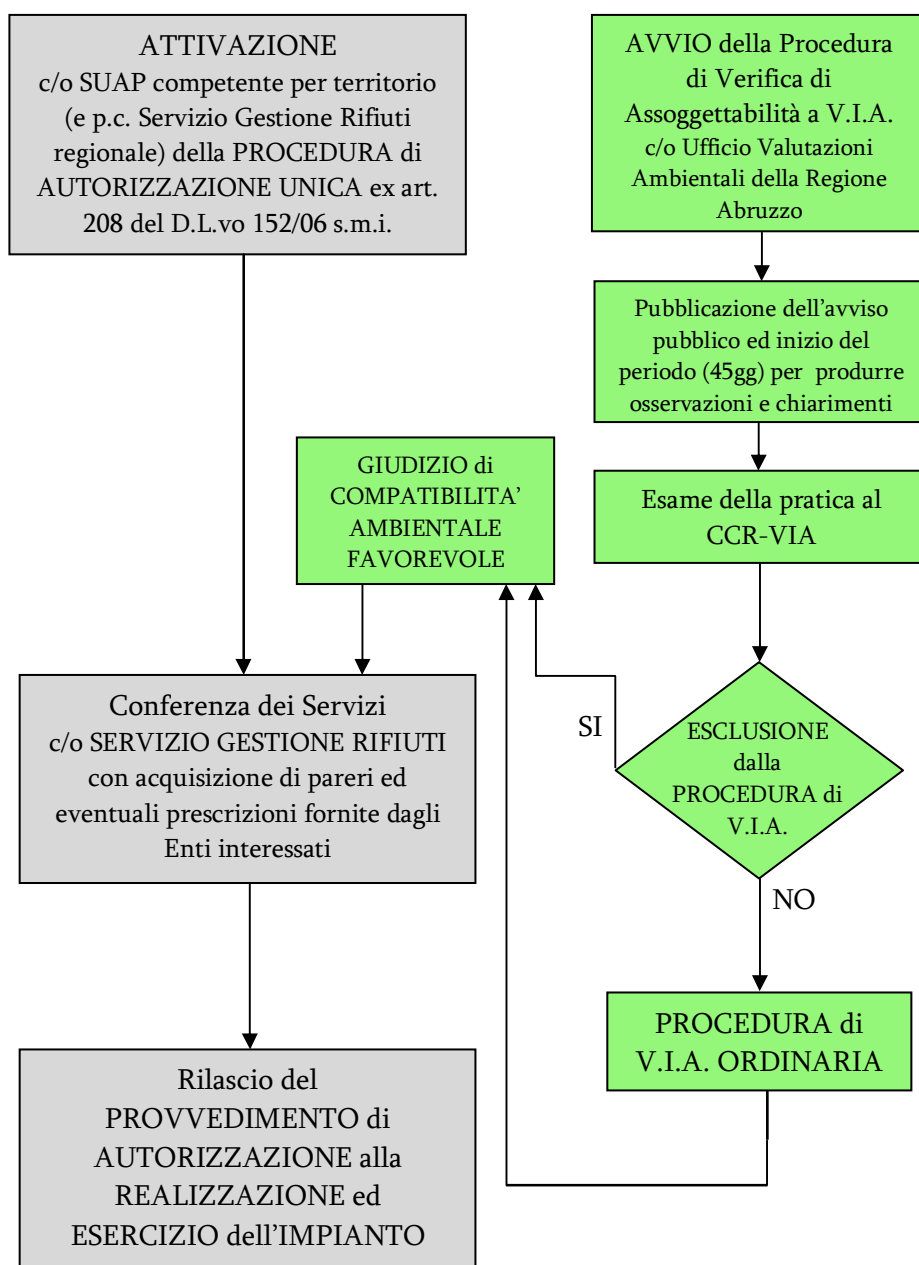 ATTIVAZIONE
c/o SUAP competente per territorio
(e p.c. Servizio Gestione Rifiuti
regionale) della PROCEDURA di
AUTORIZZAZIONE UNICA ex art.
208 del D.L.vo 152/06 s.m.i.
AVVIO della Procedura
di Verifica di
Assoggettabilità a V.I.A.
c/o Ufficio Valutazioni
Ambientali della Regione
Abruzzo
Pubblicazione dell'avviso
pubblico ed inizio del
periodo (45gg) per produrre
osservazioni e chiarimenti
GIUDIZIO di
COMPATIBILITA'
AMBIENTALE
FAVOREVOLE
Esame della pratica al
CCR-VIA
Conferenza dei Servizi
c/o SERVIZIO GESTIONE RIFIUTI
con acquisizione di pareri ed
eventuali prescrizioni fornite dagli
Enti interessati
SI
ESCLUSIONE
dalla
PROCEDURA di
V.I.A.
NO
PROCEDURA di
V.I.A. ORDINARIA
Rilascio del
PROVVEDIMENTO di
AUTORIZZAZIONE alla
REALIZZAZIONE ed
ESERCIZIO dell'IMPIANTO